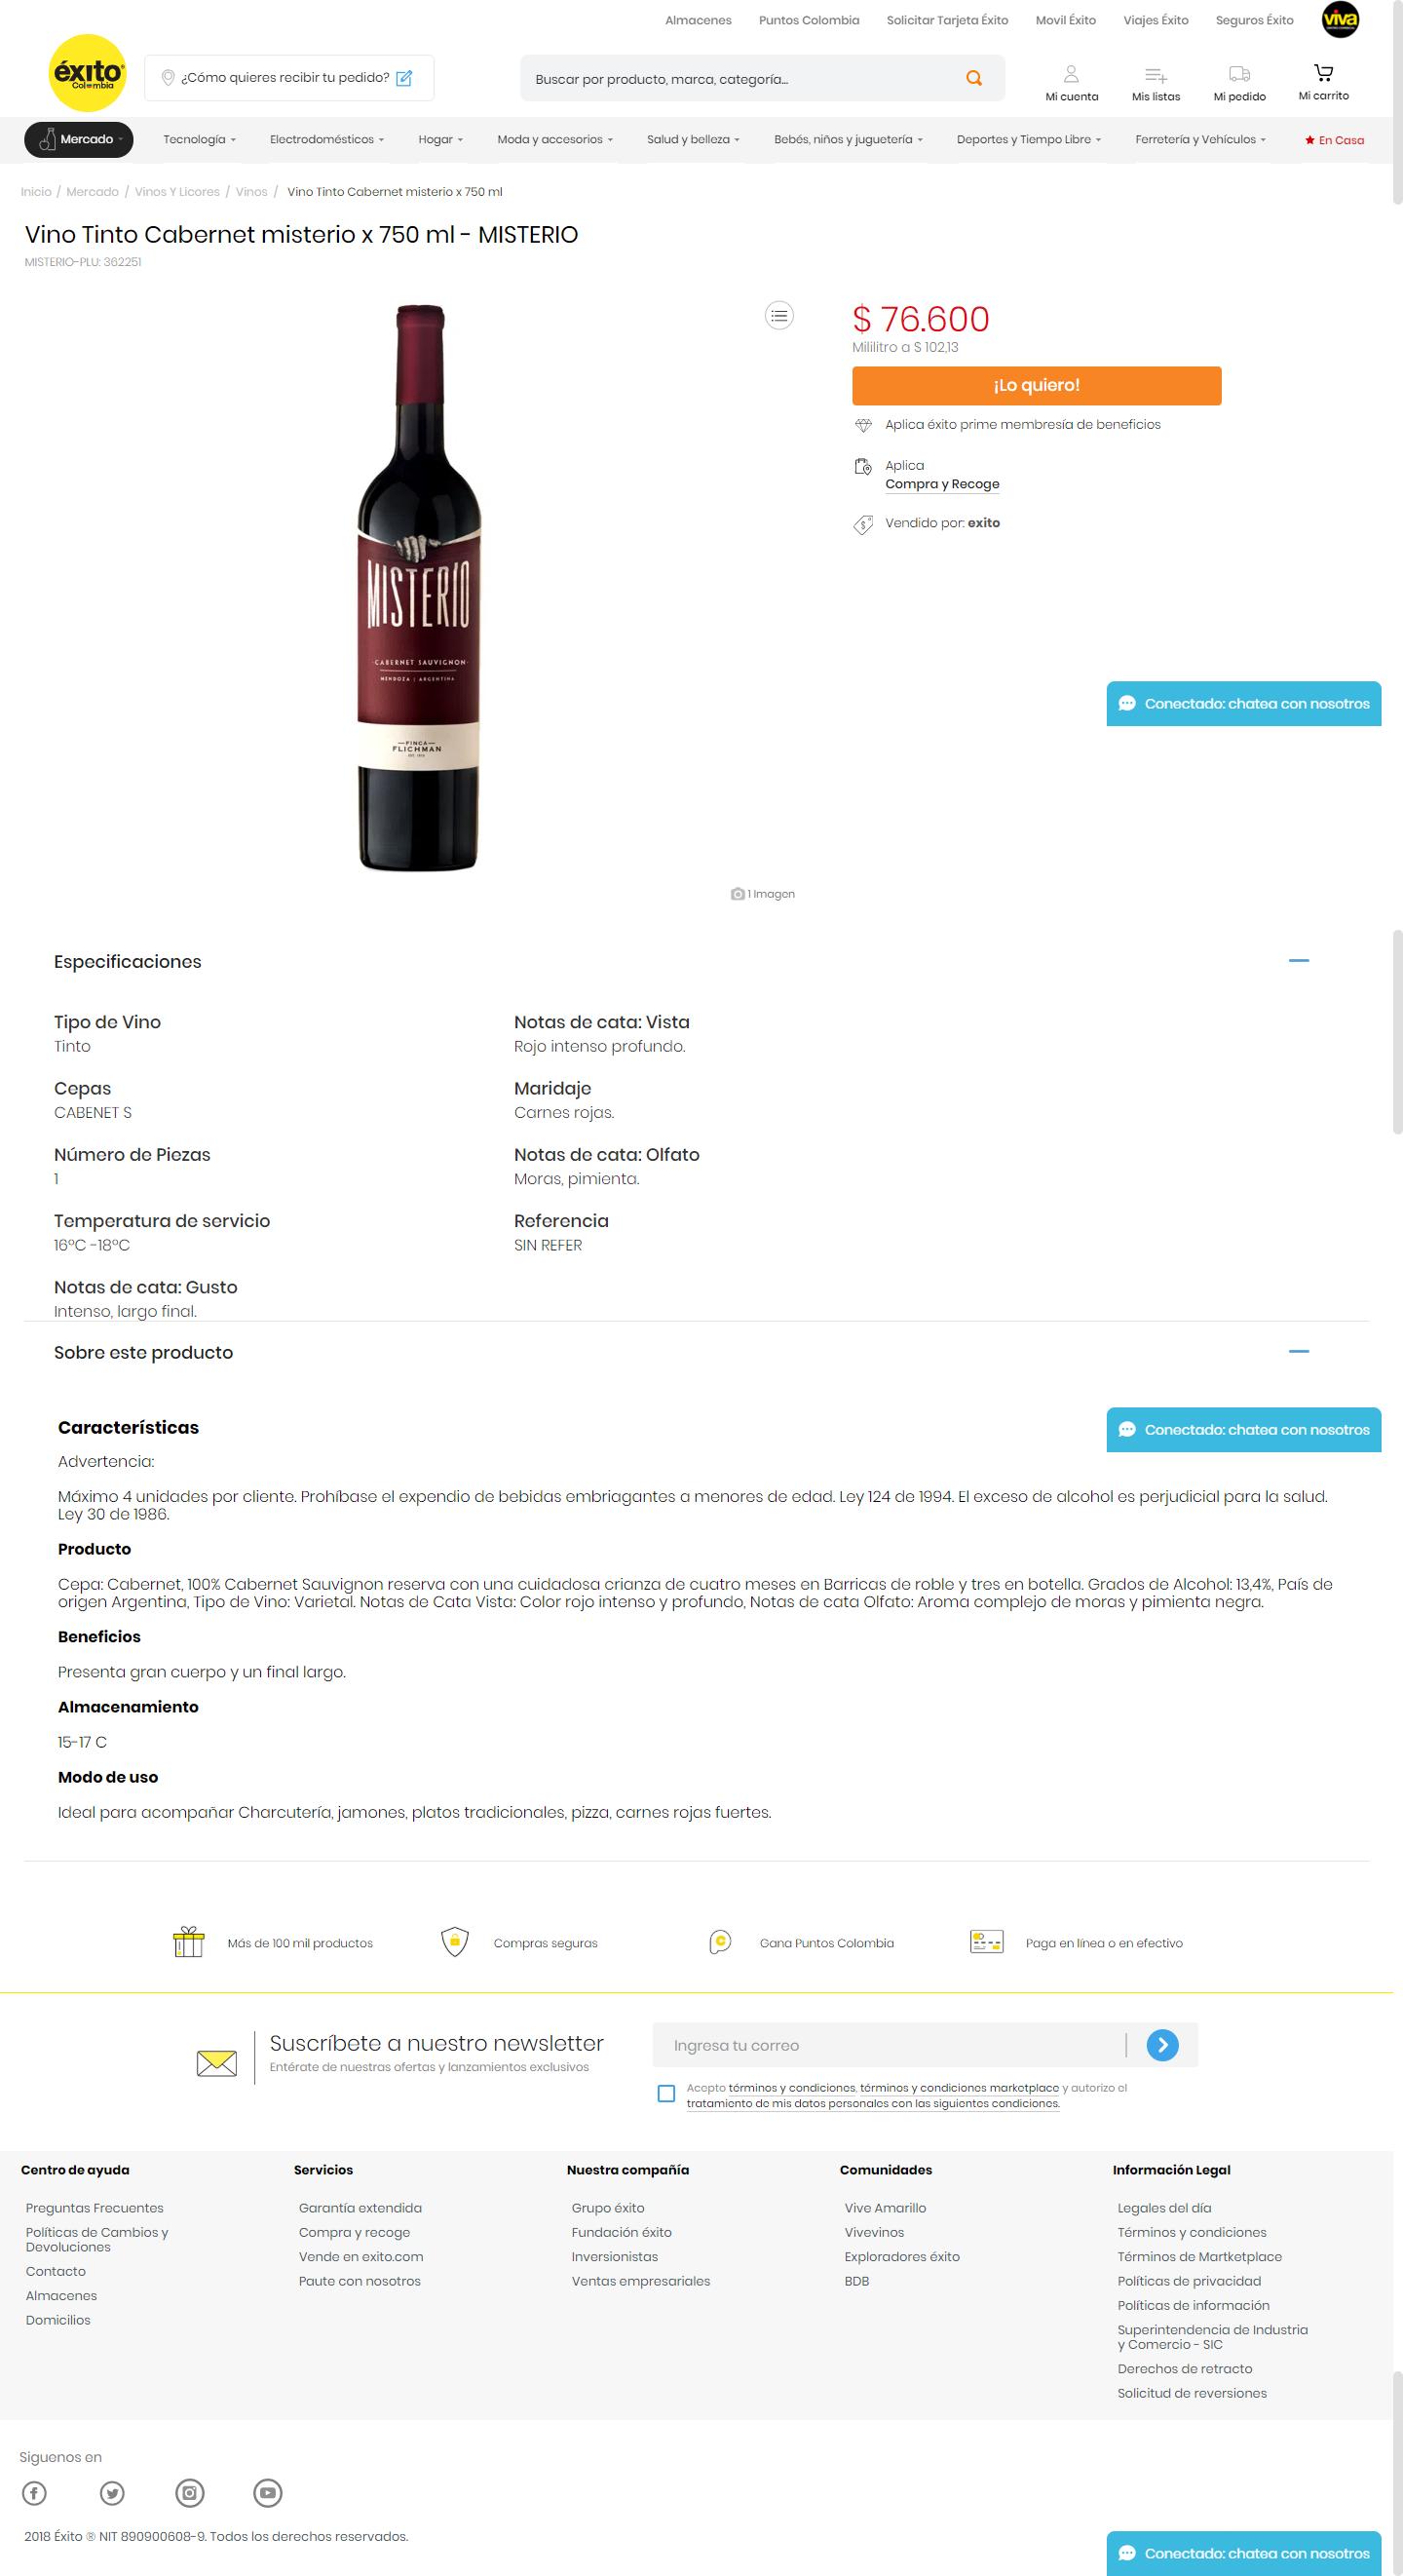 Almacenes Puntos Colombia Solicitar Tarjeta Éxito Movil Éxito Viajes Éxito Seguros Éxito viva
éxito
Colombia
¿Cómo quieres recibir tu pedido?
Buscar por producto, marca, categoría...
Mi cuenta Mis listas Mi pedido Mi carrito
Mercado Tecnología Electrodomésticos Hogar Moda y accesorios Salud y belleza Bebés, niños y juguetería Deportes y Tiempo Libre Ferretería y Vehículos En Casa
Inicio / Mercado / Vinos Y Licores / Vinos / Vino Tinto Cabernet misterio x 750 ml
Vino Tinto Cabernet misterio x 750 ml - MISTERIO
MISTERIO-PLU: 362251
MISTERIO
CABERNET SAUVIGNON
MENDOZA | ARGENTINA
FINCA
FLICHMAN
1 Imagen
$ 76.600
Mililitro a $ 102,13
¡Lo quiero!
Aplica éxito prime membresía de beneficios
Aplica
Compra y Recoge
Vendido por: exito
Conectado: chatea con nosotros
Especificaciones
Tipo de Vino
Tinto
Notas de cata: Vista
Rojo intenso profundo.
Cepas
CABENET S
Maridaje
Carnes rojas.
Número de Piezas
1
Notas de cata: Olfato
Moras, pimienta.
Temperatura de servicio
16ºC -18ºC
Referencia
SIN REFER
Notas de cata: Gusto
Intenso, largo final.
Sobre este producto
Características
Conectado: chatea con nosotros
Advertencia:
Máximo 4 unidades por cliente. Prohíbase el expendio de bebidas embriagantes a menores de edad. Ley 124 de 1994. El exceso de alcohol es perjudicial para la salud.
Ley 30 de 1986.
Producto
Cepa: Cabernet, 100% Cabernet Sauvignon reserva con una cuidadosa crianza de cuatro meses en Barricas de roble y tres en botella. Grados de Alcohol: 13,4%, País de
origen Argentina, Tipo de Vino: Varietal. Notas de Cata Vista: Color rojo intenso y profundo, Notas de cata Olfato: Aroma complejo de moras y pimienta negra.
Beneficios
Presenta gran cuerpo y un final largo.
Almacenamiento
15-17 C
Modo de uso
Ideal para acompañar Charcutería, jamones, platos tradicionales, pizza, carnes rojas fuertes.
Más de 100 mil productos Compras seguras Gana Puntos Colombia Paga en línea o en efectivo
Suscríbete a nuestro newsletter
Entérate de nuestras ofertas y lanzamientos exclusivos
Ingresa tu correo
Acepto términos y condiciones, términos y condiciones marketplace y autorizo el
tratamiento de mis datos personales con las siguientes condiciones.
Centro de ayuda
Preguntas Frecuentes
Políticas de Cambios y
Devoluciones
Contacto
Almacenes
Domicilios
Servicios
Garantía extendida
Compra y recoge
Vende en exito.com
Paute con nosotros
Nuestra compañía
Grupo éxito
Fundación éxito
Inversionistas
Ventas empresariales
Comunidades
Vive Amarillo
Vivevinos
Exploradores éxito
BDB
Información Legal
Legales del día
Términos y condiciones
Términos de Martketplace
Políticas de privacidad
Políticas de información
Superintendencia de Industria
y Comercio - SIC
Derechos de retracto
Solicitud de reversiones
Síguenos en
2018 Éxito ® NIT 890900608-9. Todos los derechos reservados.
Conectado: chatea con nosotros